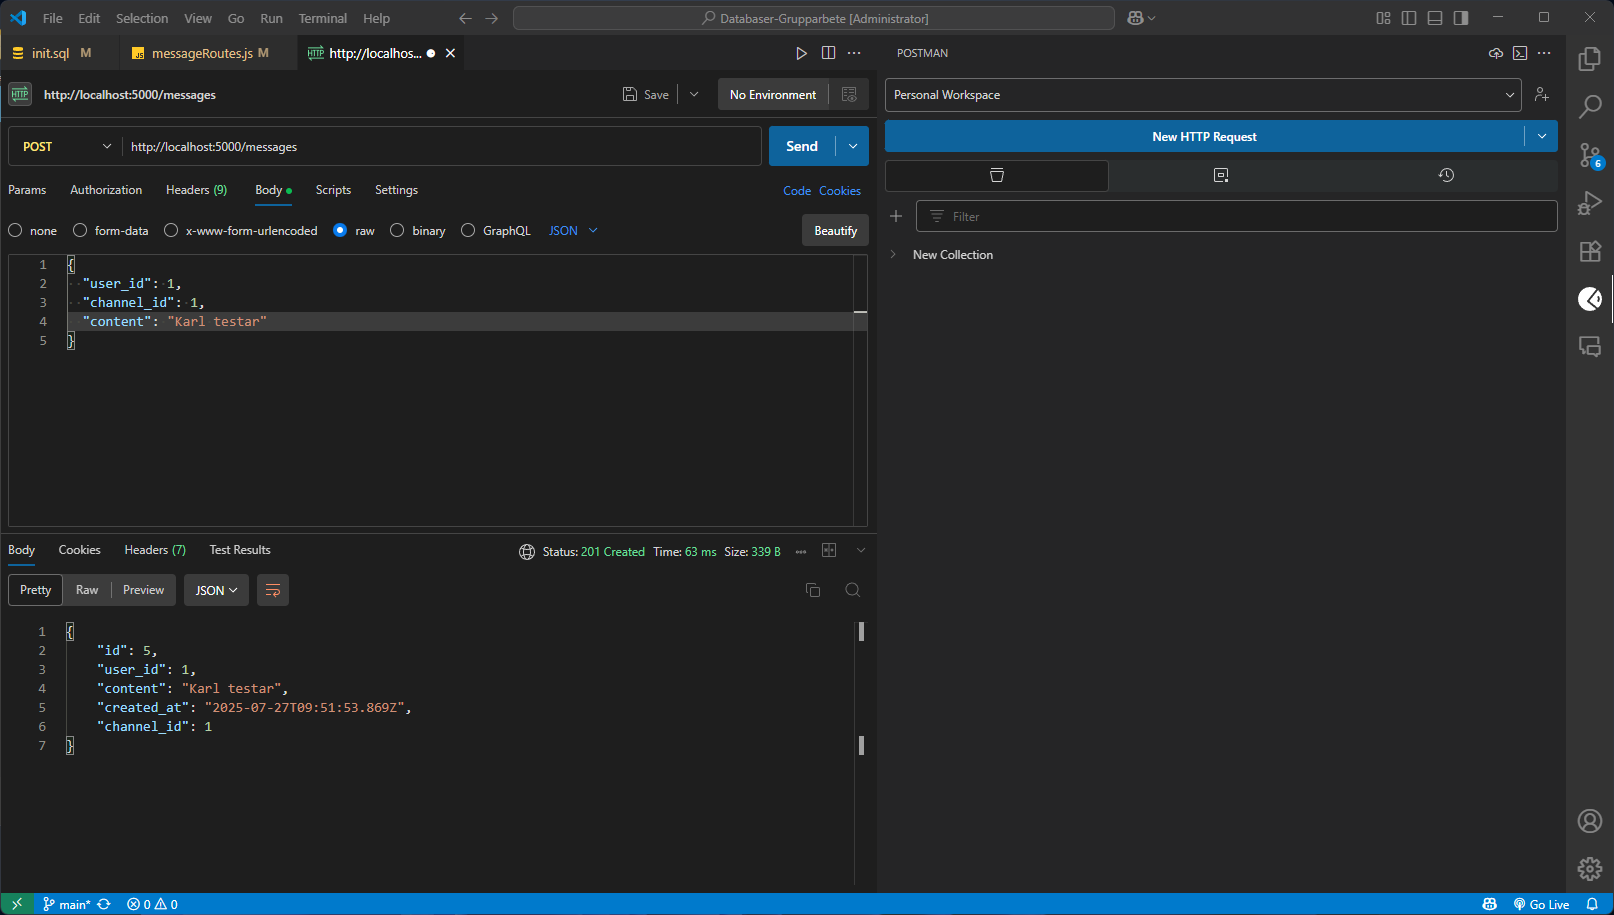 File Edit Selection View Go Run Terminal Help
Databaser-Grupparbete [Administrator]
init.sql M
messageRoutes.js M
HTTP http://localhos...
POSTMAN
HTTP http://localhost:5000/messages
Save
No Environment
Personal Workspace
POST http://localhost:5000/messages
Send
New HTTP Request
Params Authorization Headers (9) Body Scripts Settings
Code Cookies
none form-data x-www-form-urlencoded raw binary GraphQL JSON
Beautify
Filter
New Collection
1 {
2 "user_id": 1,
3 "channel_id": 1,
4 "content": "Karl testar"
5 }
6
Body Cookies Headers (7) Test Results
Status: 201 Created Time: 63 ms Size: 339 B
Pretty Raw Preview JSON
1 {
2 "id": 5,
3 "user_id": 1,
4 "content": "Karl testar",
5 "created_at": "2025-07-27T09:51:53.869Z",
6 "channel_id": 1
7 }
main* 0 0
Go Live